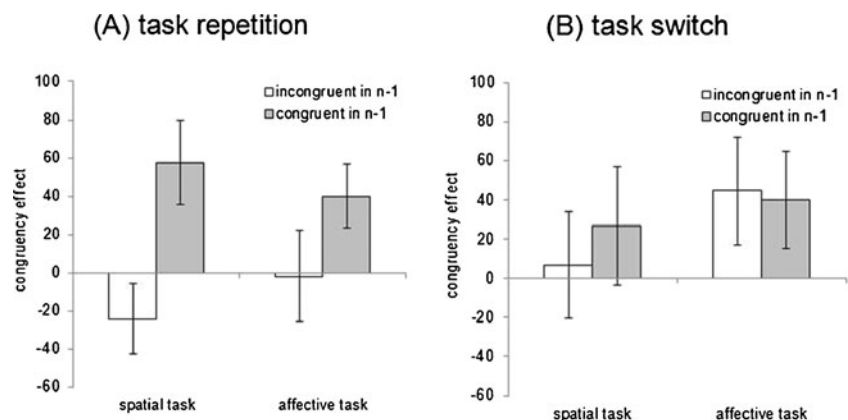 (A) task repetition
100
80
60
40
20
0
-20
-40
-60
congruency effect
incongruent in n-1
congruent in n-1
spatial task
affective task
(B) task switch
100
80
60
40
20
0
-20
-40
-60
congruency effect
incongruent in n-1
congruent in n-1
spatial task
affective task